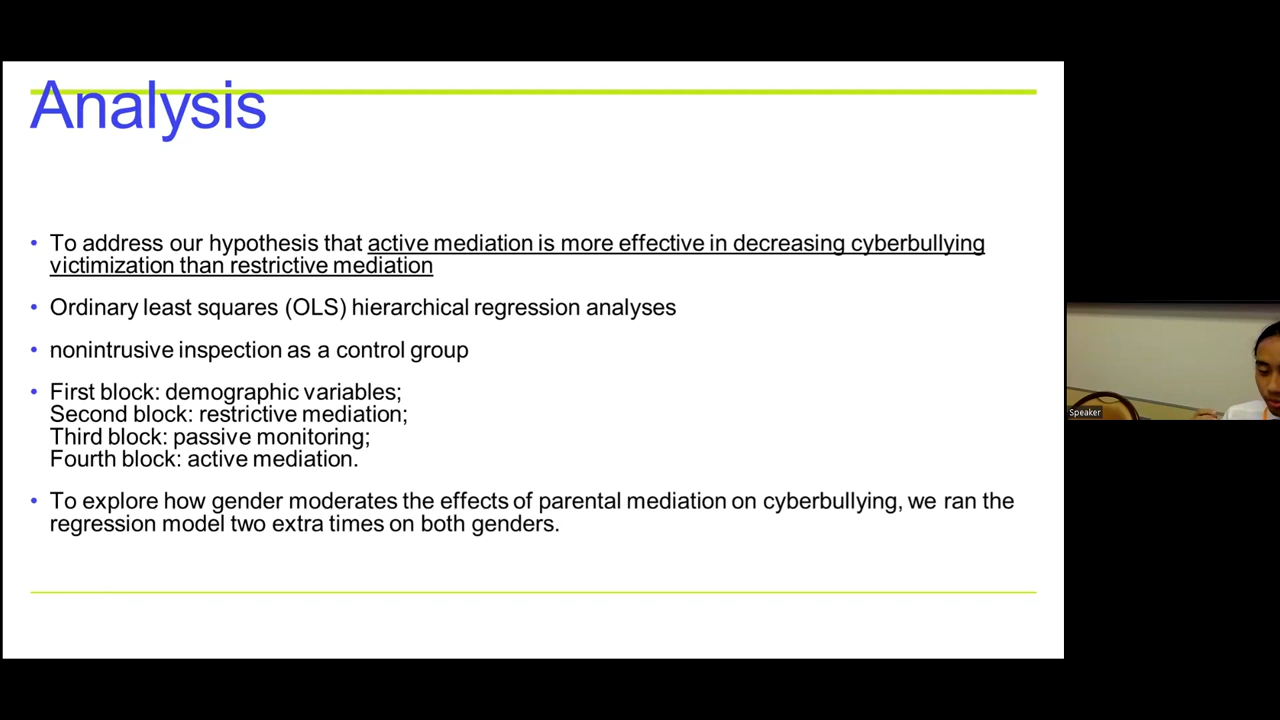 Analysis
• To address our hypothesis that active mediation is more effective in decreasing cyberbullying
victimization than restrictive mediation
• Ordinary least squares (OLS) hierarchical regression analyses
• nonintrusive inspection as a control group
• First block: demographic variables;
Second block: restrictive mediation;
Third block: passive monitoring;
Fourth block: active mediation.
• To explore how gender moderates the effects of parental mediation on cyberbullying, we ran the
regression model two extra times on both genders.
Speaker